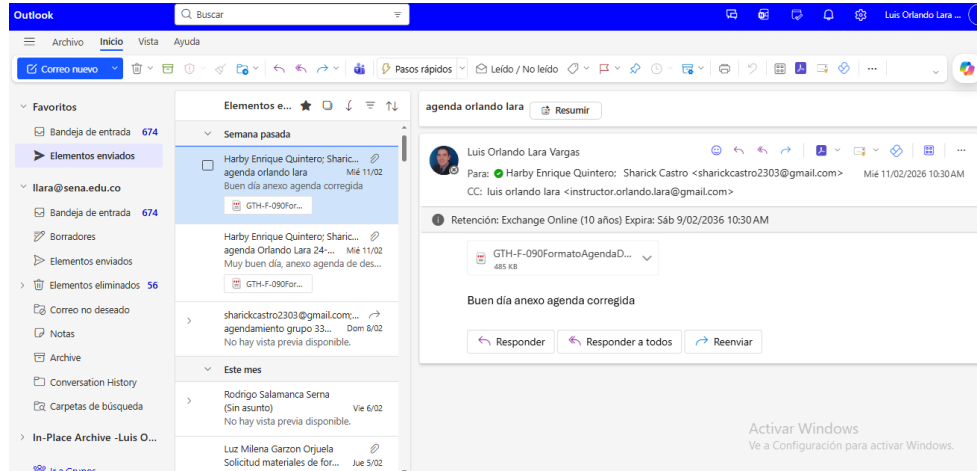 Outlook
Buscar
Luis Orlando Lara ...
Archivo Inicio Vista Ayuda
Correo nuevo
Pasos rápidos
Leído / No leído
Favoritos
Bandeja de entrada 674
Elementos enviados
llara@sena.edu.co
Bandeja de entrada 674
Borradores
Elementos enviados
Elementos eliminados 56
Correo no deseado
Notas
Archive
Conversation History
Carpetas de búsqueda
In-Place Archive -Luis O...
Ir a Grupos
Elementos e...
Semana pasada
Harby Enrique Quintero; Sharic...
agenda orlando lara Mié 11/02
Buen día anexo agenda corregida
GTH-F-090For...
Harby Enrique Quintero; Sharic...
agenda Orlando Lara 24-... Mié 11/02
Muy buen día, anexo agenda de des...
GTH-F-090For...
sharickcastro2303@gmail.com;...
agendamiento grupo 33... Dom 8/02
No hay vista previa disponible.
Este mes
Rodrigo Salamanca Serna
(Sin asunto) Vie 6/02
No hay vista previa disponible.
Luz Milena Garzon Orjuela
Solicitud materiales de for... Jue 5/02
agenda orlando lara
Resumir
Luis Orlando Lara Vargas
Para: Harby Enrique Quintero; Sharick Castro <sharickcastro2303@gmail.com> Mié 11/02/2026 10:30 AM
CC: luis orlando lara <instructor.orlando.lara@gmail.com>
Retención: Exchange Online (10 años) Expira: Sáb 9/02/2036 10:30 AM
GTH-F-090FormatoAgendaD...
485 KB
Buen día anexo agenda corregida
Responder
Responder a todos
Reenviar
Activar Windows
Ve a Configuración para activar Windows.